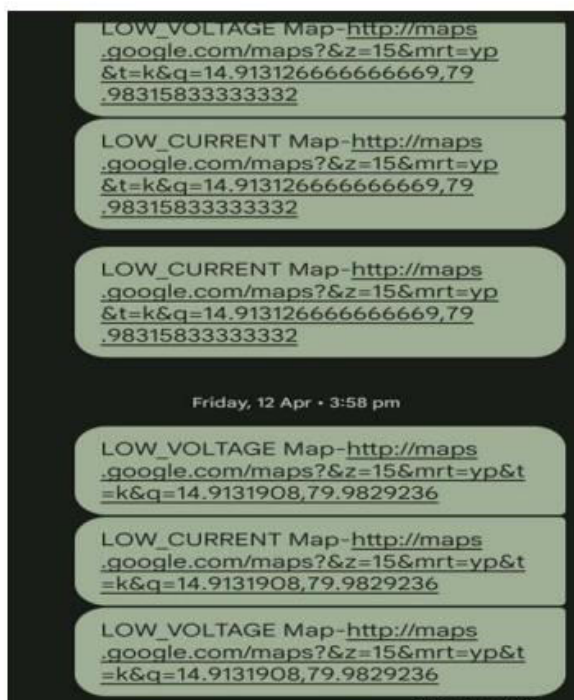 LOW_VOLTAGE Map-http://maps
.google.com/maps?&z=15&mrt=yp
&t=k&q=14.913126666666669,79
.98315833333332
LOW_CURRENT Map-http://maps
.google.com/maps?&z=15&mrt=yp
&t=k&q=14.913126666666669,79
.98315833333332
LOW_CURRENT Map-http://maps
.google.com/maps?&z=15&mrt=yp
&t=k&q=14.913126666666669,79
.98315833333332
Friday, 12 Apr • 3:58 pm
LOW_VOLTAGE Map-http://maps
.google.com/maps?&z=15&mrt=yp&t
=k&q=14.9131908,79.9829236
LOW_CURRENT Map-http://maps
.google.com/maps?&z=15&mrt=yp&t
=k&q=14.9131908,79.9829236
LOW_VOLTAGE Map-http://maps
.google.com/maps?&z=15&mrt=yp&t
=k&q=14.9131908,79.9829236